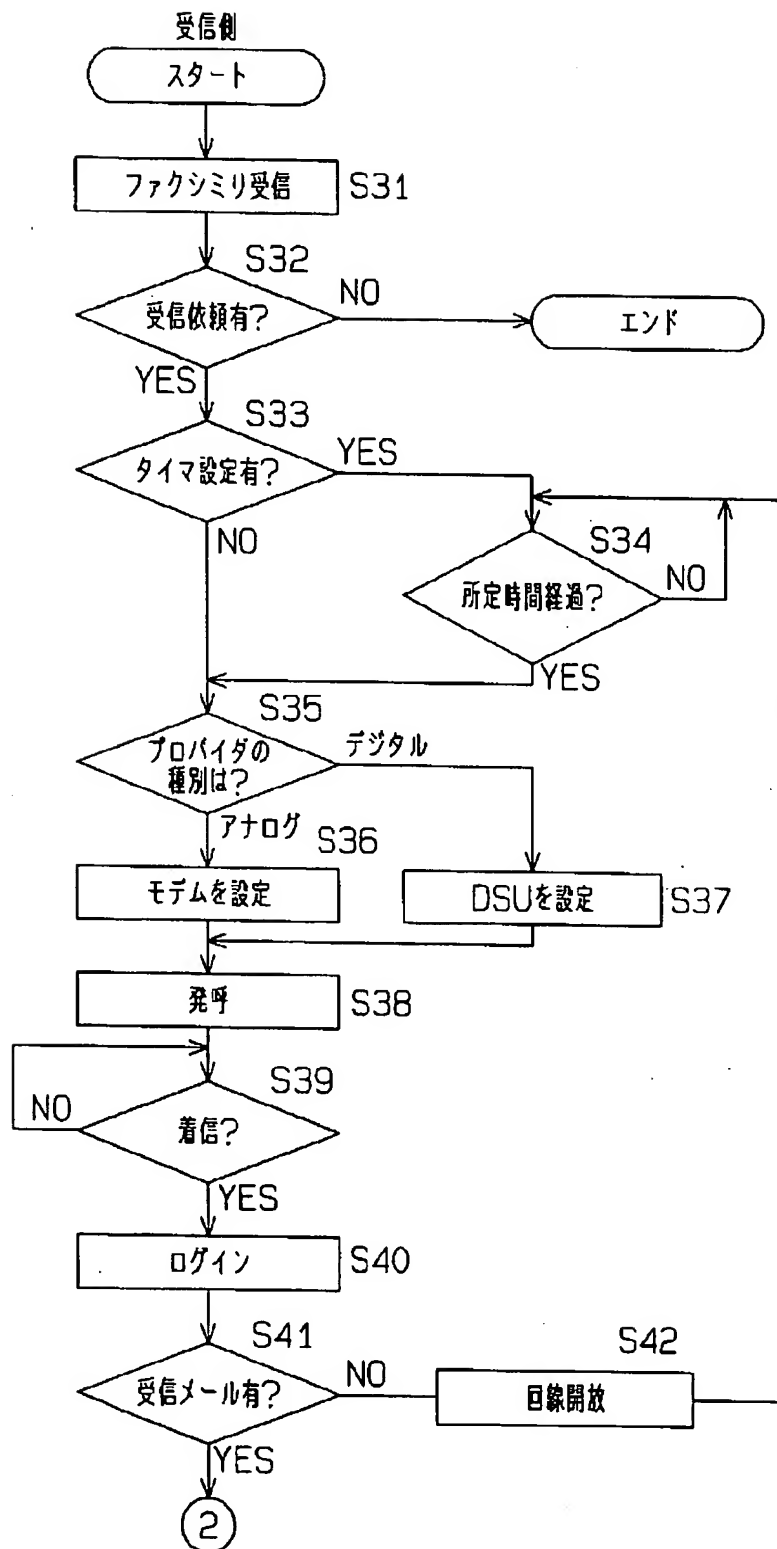 受信側
スタート
ファクシミリ受信
S31
S32
受信依頼有?
NO
エンド
YES
S33
タイマ設定有?
YES
NO
S34
所定時間経過?
NO
YES
S35
プロバイダの
種別は?
デジタル
アナログ
S36
モデムを設定
DSUを設定
S37
発呼
S38
S39
NO
着信?
YES
ログイン
S40
S41
受信メール有?
NO
S42
回線開放
YES
2